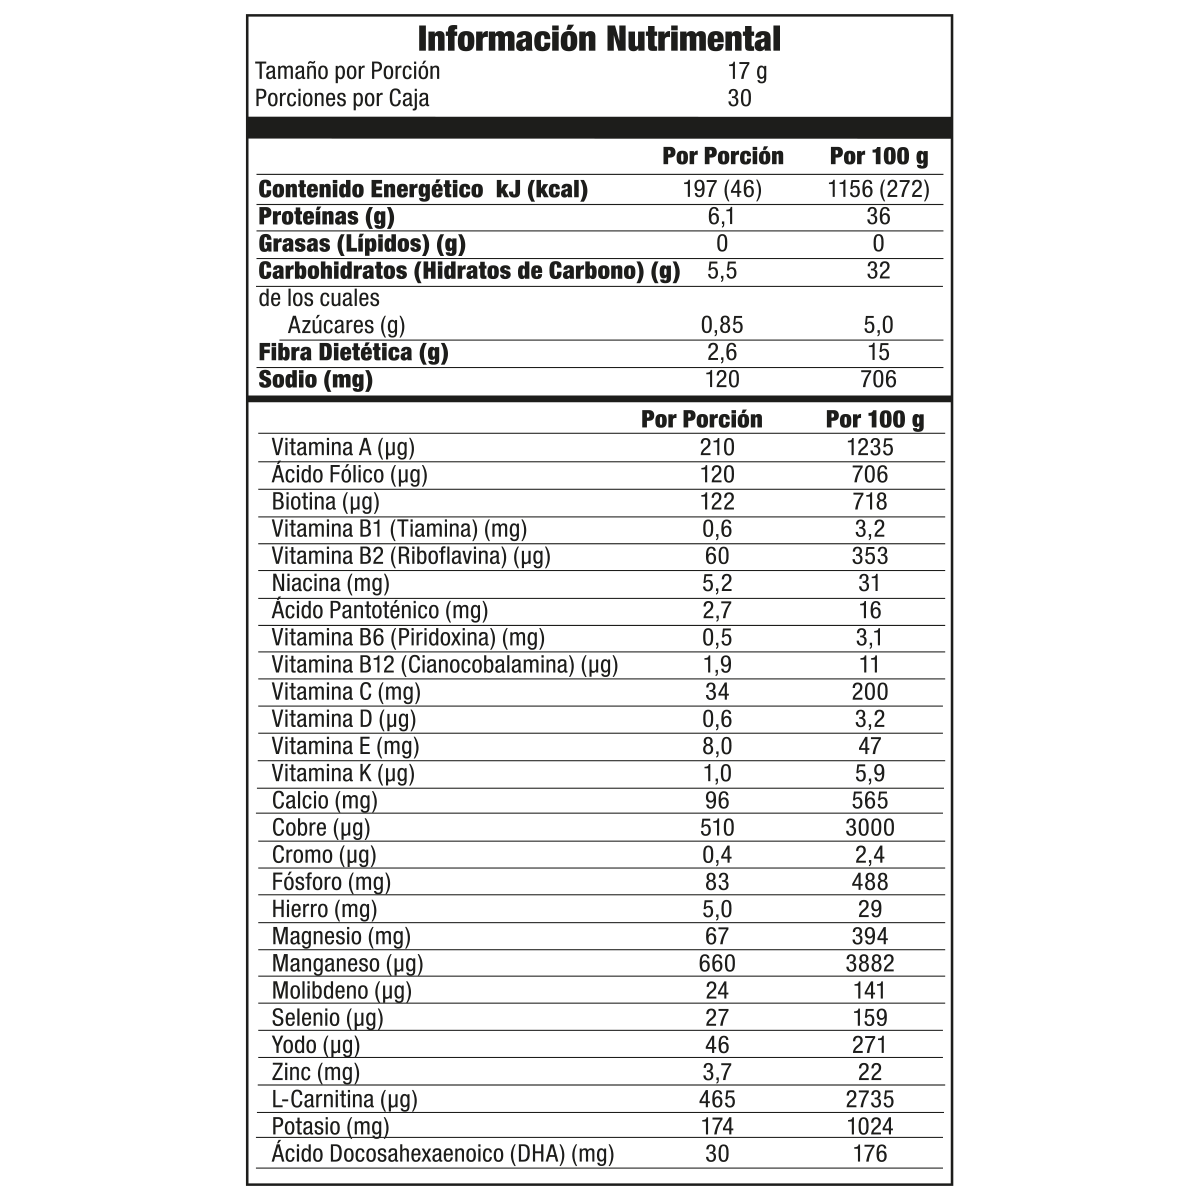 Información Nutrimental
Tamaño por Porción 17 g
Porciones por Caja 30
Por Porción Por 100 g
Contenido Energético kJ (kcal) 197 (46) 1156 (272)
Proteínas (g) 6,1 36
Grasas (Lípidos) (g) 0 0
Carbohidratos (Hidratos de Carbono) (g) 5,5 32
de los cuales
Azúcares (g) 0,85 5,0
Fibra Dietética (g) 2,6 15
Sodio (mg) 120 706
Por Porción Por 100 g
Vitamina A (µg) 210 1235
Ácido Fólico (µg) 120 706
Biotina (µg) 122 718
Vitamina B1 (Tiamina) (mg) 0,6 3,2
Vitamina B2 (Riboflavina) (µg) 60 353
Niacina (mg) 5,2 31
Ácido Pantoténico (mg) 2,7 16
Vitamina B6 (Piridoxina) (mg) 0,5 3,1
Vitamina B12 (Cianocobalamina) (µg) 1,9 11
Vitamina C (mg) 34 200
Vitamina D (µg) 0,6 3,2
Vitamina E (mg) 8,0 47
Vitamina K (µg) 1,0 5,9
Calcio (mg) 96 565
Cobre (µg) 510 3000
Cromo (µg) 0,4 2,4
Fósforo (mg) 83 488
Hierro (mg) 5,0 29
Magnesio (mg) 67 394
Manganeso (µg) 660 3882
Molibdeno (µg) 24 141
Selenio (µg) 27 159
Yodo (µg) 46 271
Zinc (mg) 3,7 22
L-Carnitina (µg) 465 2735
Potasio (mg) 174 1024
Ácido Docosahexaenoico (DHA) (mg) 30 176